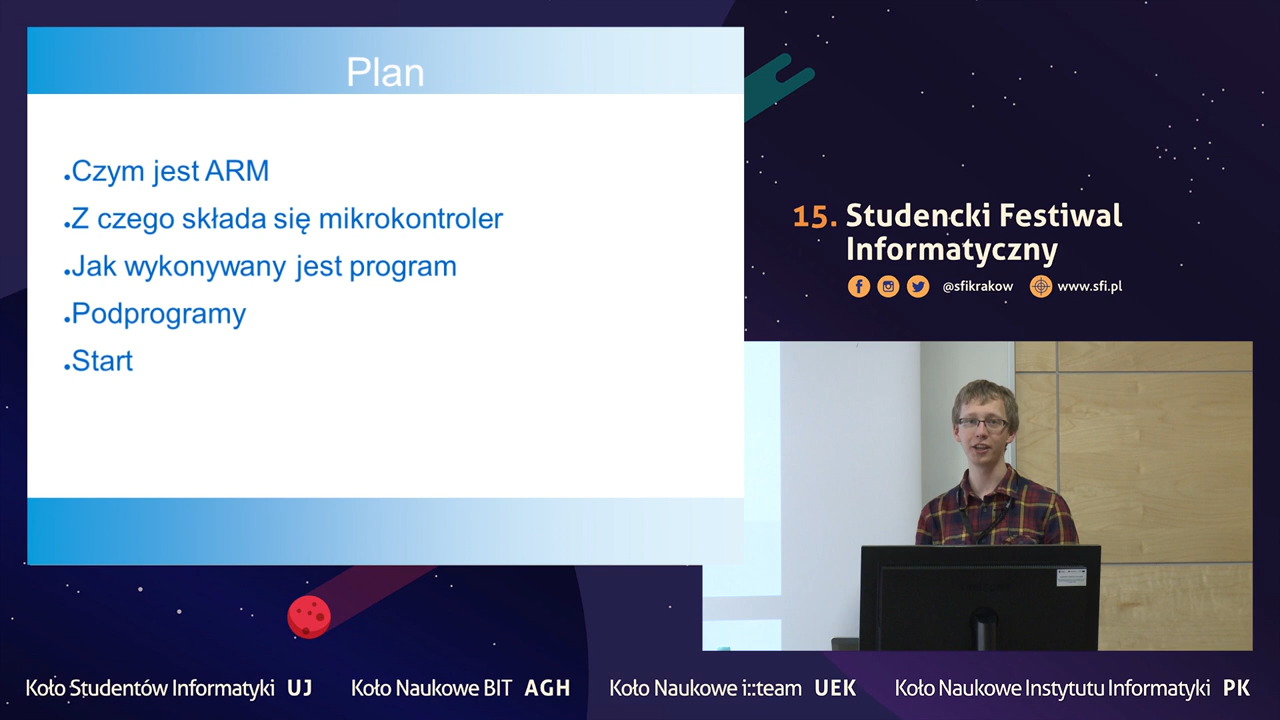 Plan
Czym jest ARM
Z czego składa się mikrokontroler
Jak wykonywany jest program
Podprogramy
Start
15. Studencki Festiwal
Informatyczny
@sfikrakow www.sfi.pl
Koło Studentów Informatyki UJ Koło Naukowe BIT AGH Koło Naukowe i::team UEK Koło Naukowe Instytutu Informatyki PK